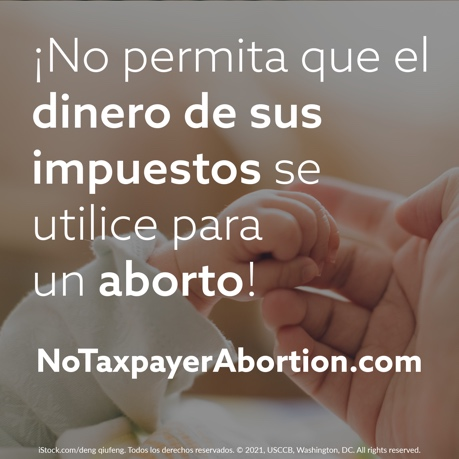 ¡No permita que el
dinero de sus
impuestos se
utilice para
un aborto!
NoTaxpayerAbortion.com
iStock.com/deng qiufeng. Todos los derechos reservados. © 2021, USCCB, Washington, DC. All rights reserved.